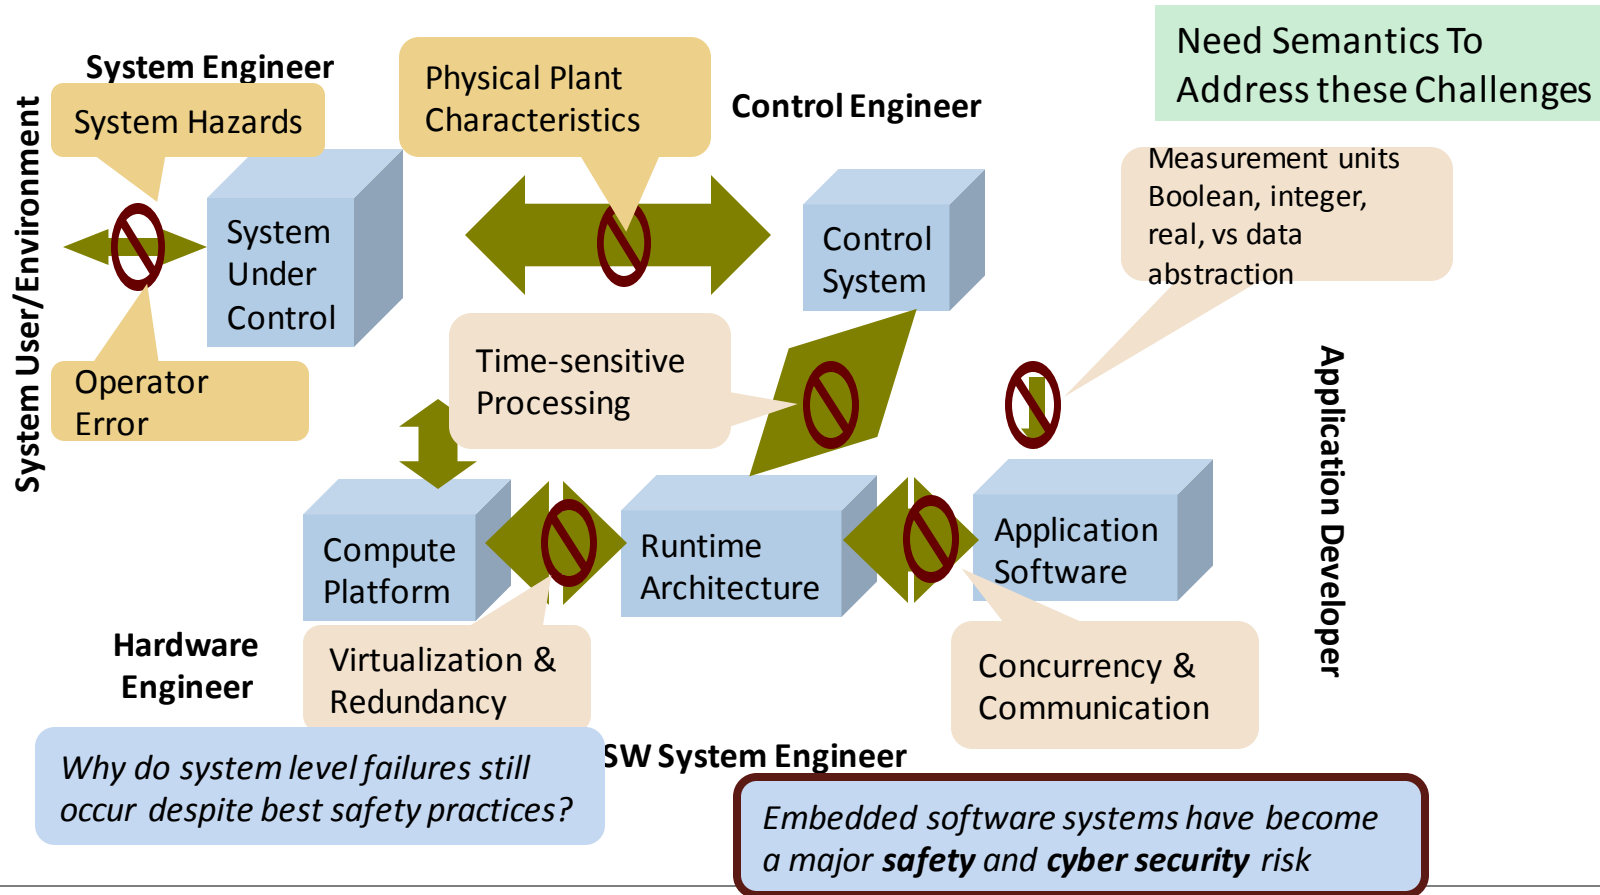 Need Semantics To
Address these Challenges
System Engineer
System Hazards
Physical Plant
Characteristics
Control Engineer
Measurement units
Boolean, integer,
real, vs data
abstraction
System User/Environment
System
Under
Control
Control
System
Operator
Error
Time-sensitive
Processing
Application Developer
Compute
Platform
Runtime
Architecture
Application
Software
Hardware
Engineer
Virtualization &
Redundancy
Concurrency &
Communication
SW System Engineer
Why do system level failures still
occur despite best safety practices?
Embedded software systems have become
a major safety and cyber security risk